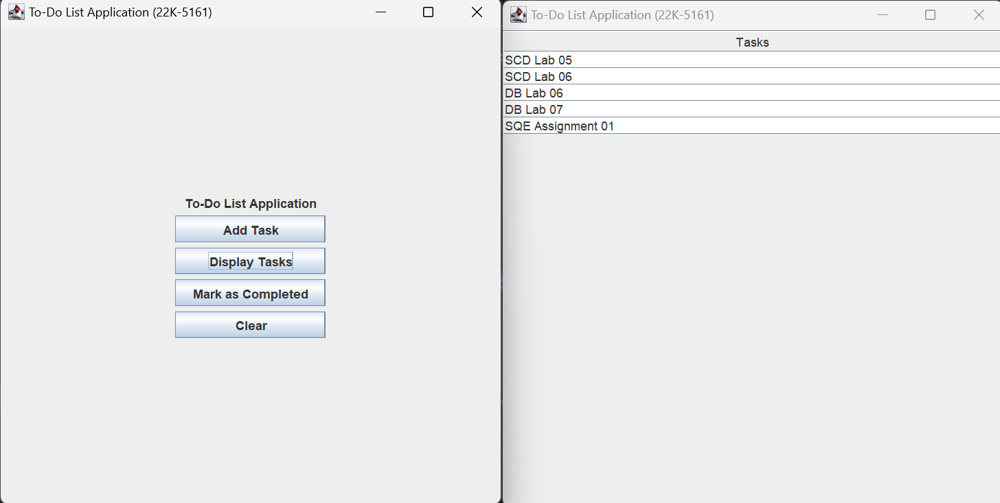 To-Do List Application (22K-5161)
To-Do List Application
Add Task
Display Tasks
Mark as Completed
Clear
To-Do List Application (22K-5161)
Tasks
SCD Lab 05
SCD Lab 06
DB Lab 06
DB Lab 07
SQE Assignment 01